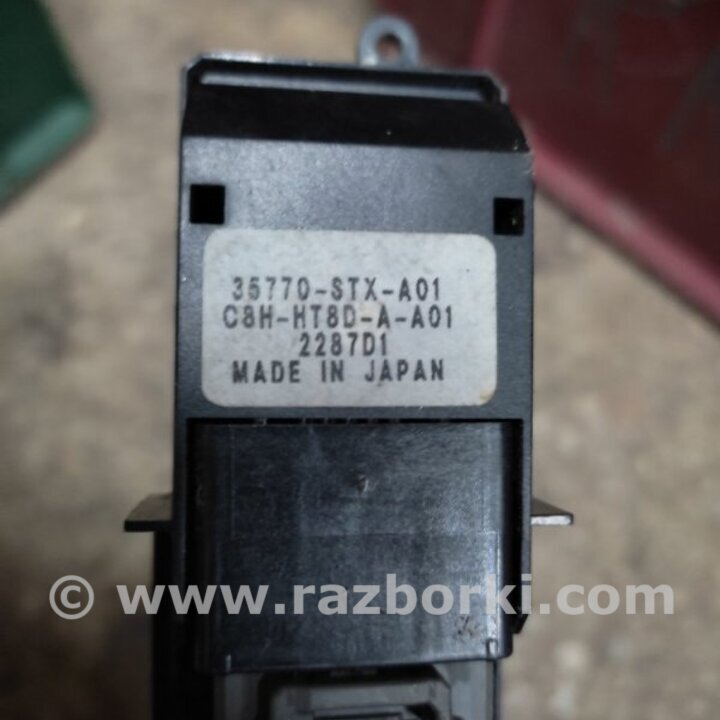 35770-STX-A01
C8H-HT8D-A-A01
2287D1
MADE IN JAPAN
© www.razborki.com